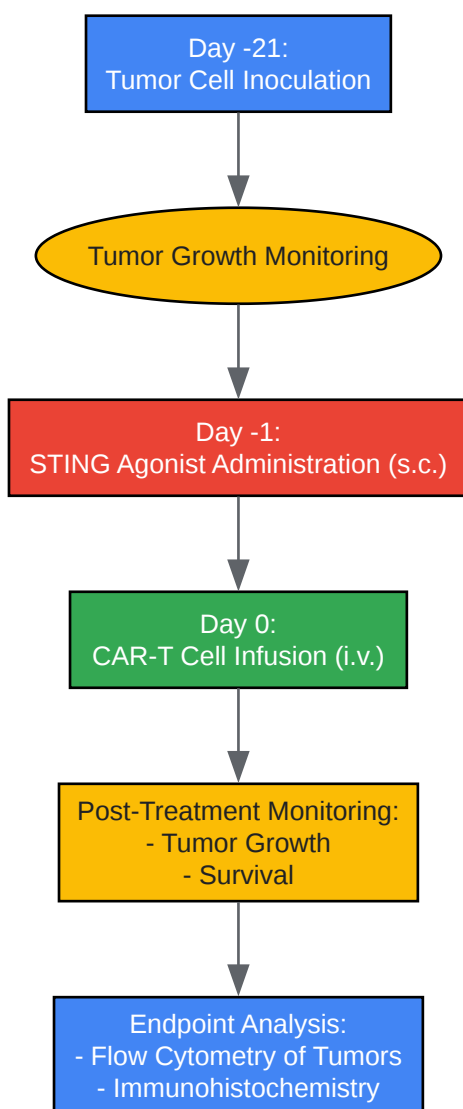 Day -21:
Tumor Cell Inoculation
Tumor Growth Monitoring
Day -1:
STING Agonist Administration (s.c.)
Day 0:
CAR-T Cell Infusion (i.v.)
Post-Treatment Monitoring:
- Tumor Growth
- Survival
Endpoint Analysis:
- Flow Cytometry of Tumors
- Immunohistochemistry